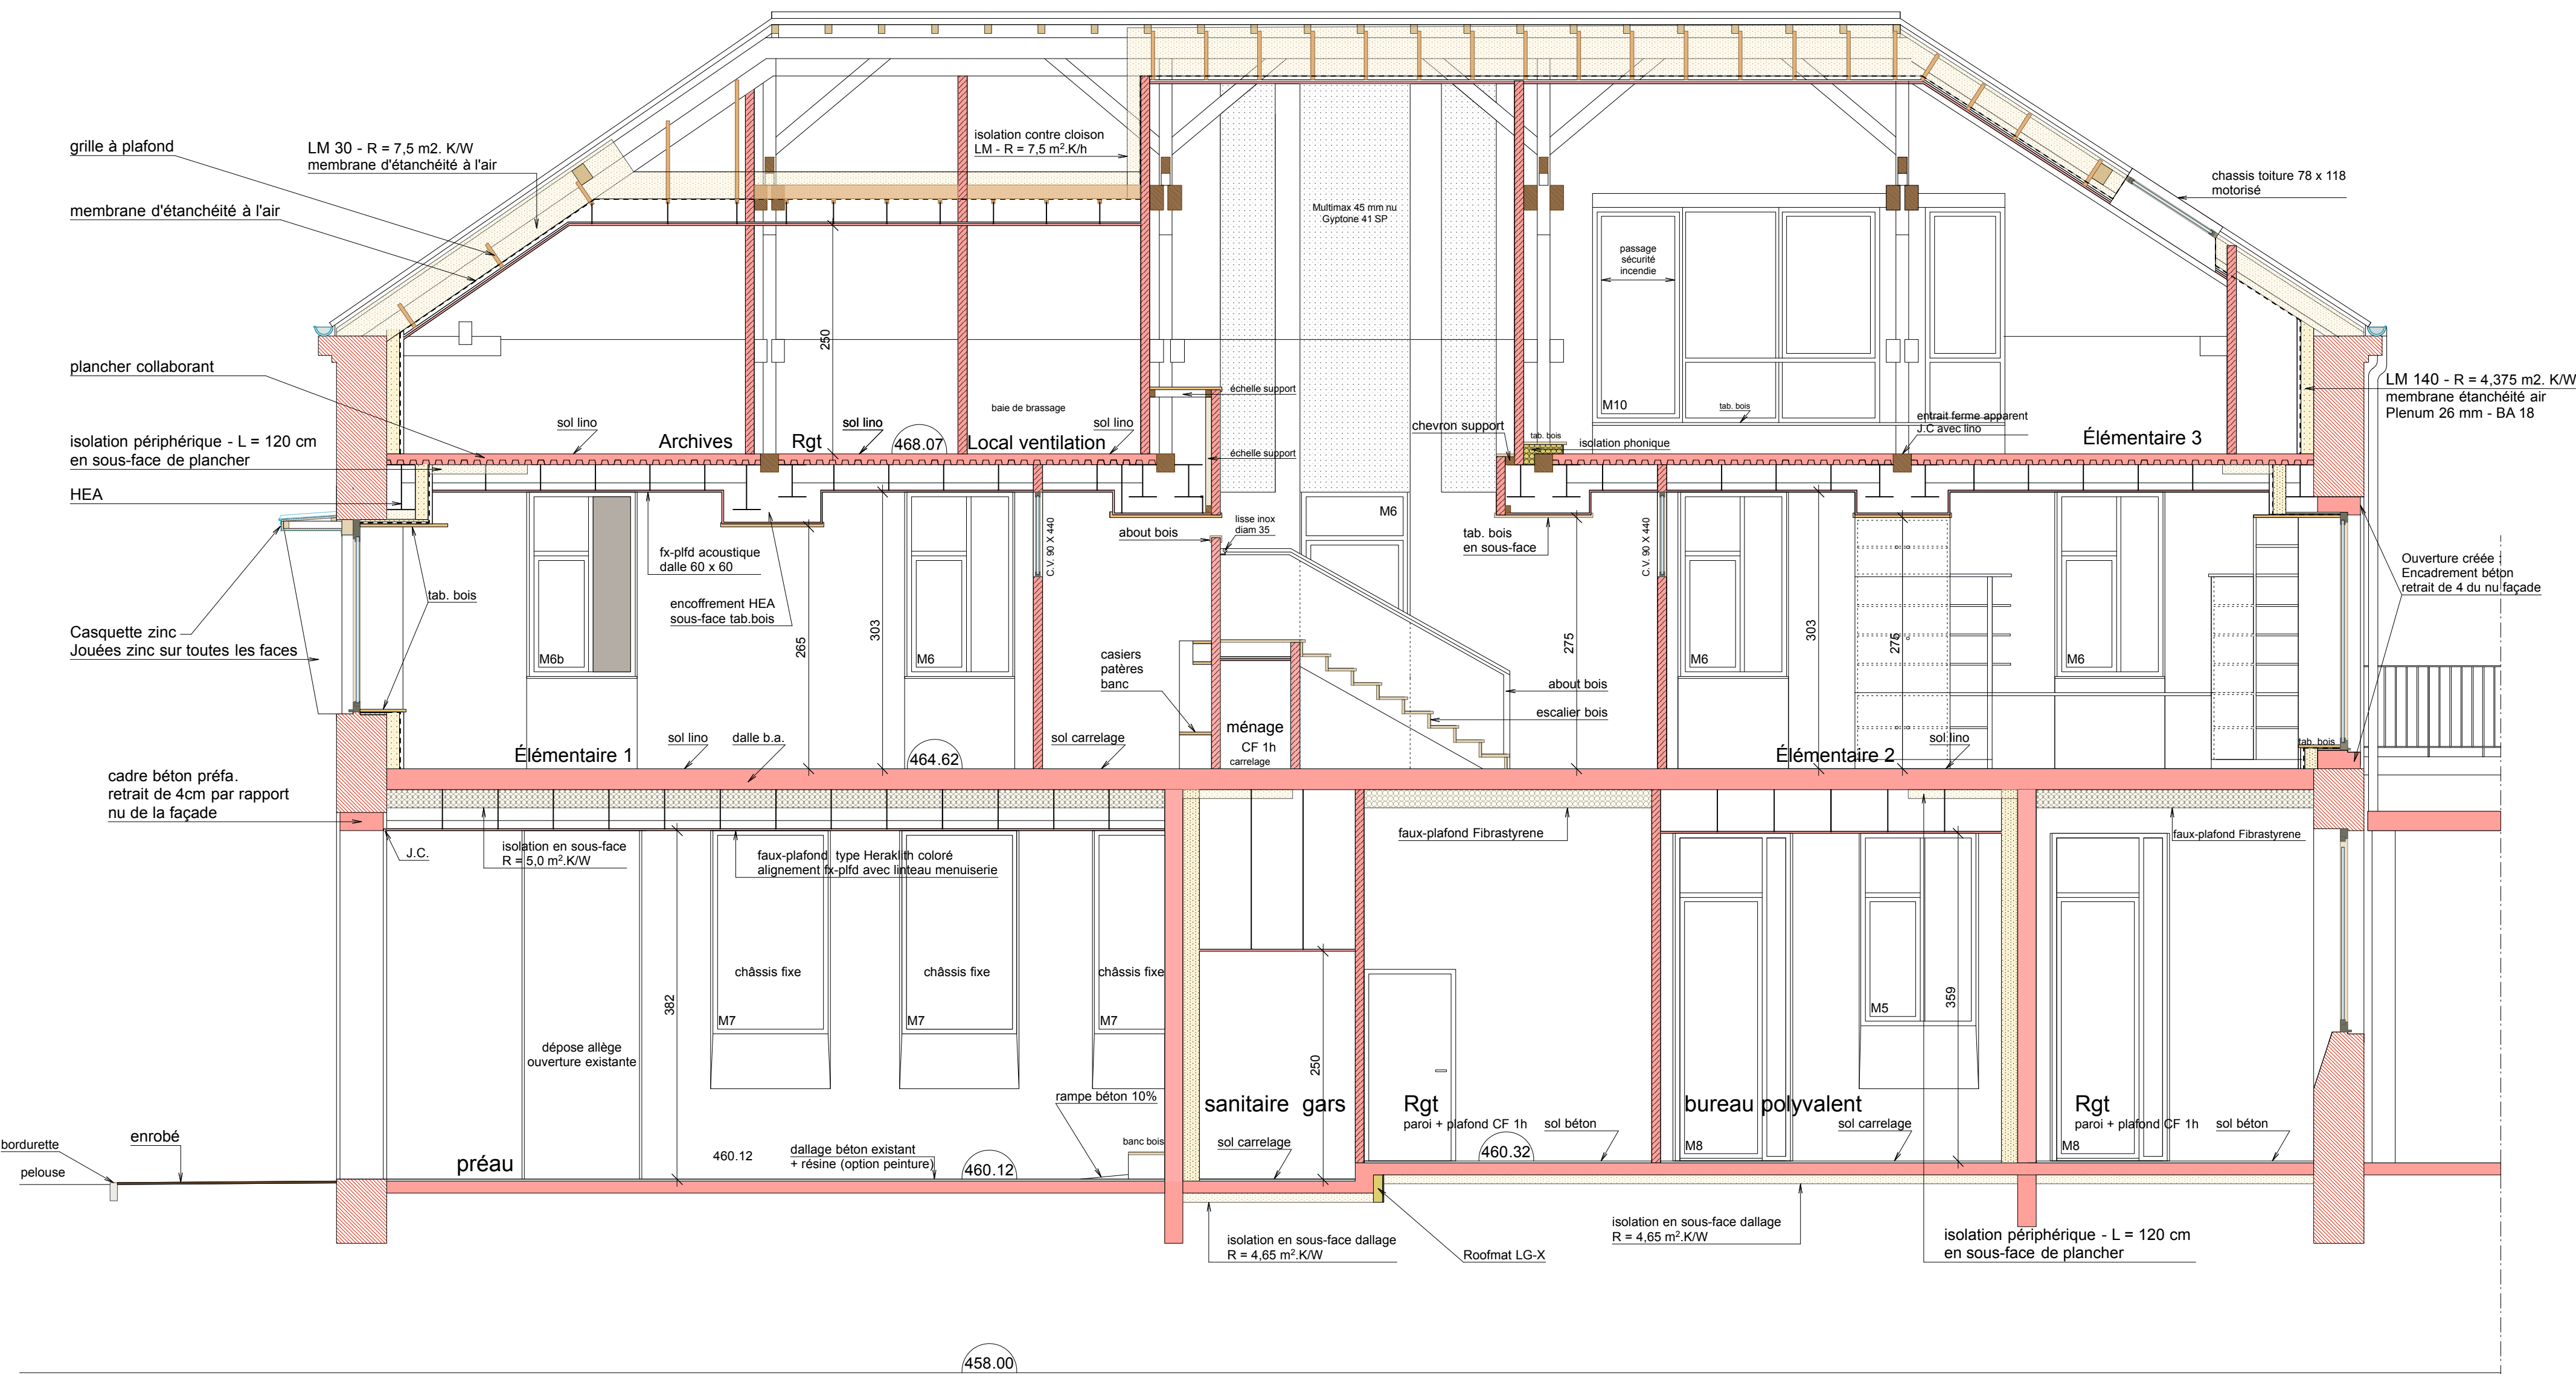 grille à plafond
LM 30 - R = 7,5 m2. K/W
membrane d'étanchéité à l'air
isolation contre cloison
LM - R = 7,5 m².K/h
membrane d'étanchéité à l'air
Multimax 45 mm nu
Gyptone 41 SP
passage
sécurité
incendie
chassis toiture 78 x 118
motorisé
250
plancher collaborant
isolation périphérique - L = 120 cm
en sous-face de plancher
HEA
sol lino
Archives
Rgt
sol lino
468.07
baie de brassage
Local ventilation
sol lino
échelle support
échelle support
chevron support
tab. bois
isolation phonique
M10
tab. bois
entrait ferme apparent
J.C avec lino
Élémentaire 3
LM 140 - R = 4,375 m2. K/W
membrane étanchéité air
Plenum 26 mm - BA 18
Casquette zinc
Jouées zinc sur toutes les faces
tab. bois
M6b
fx-plfd acoustique
dalle 60 x 60
encoffrement HEA
sous-face tab.bois
265
303
M6
C.V. 90 X 440
about bois
lisse inox
diam 35
M6
tab. bois
en sous-face
C.V. 90 X 440
casiers
patères
banc
275
about bois
escalier bois
M6
303
275
M6
Ouverture créée :
Encadrement béton
retrait de 4 du nu façade
Élémentaire 1
sol lino
dalle b.a.
464.62
sol carrelage
ménage
CF 1h
carrelage
Élémentaire 2
sol lino
tab. bois
cadre béton préfa.
retrait de 4cm par rapport
nu de la façade
J.C.
isolation en sous-face
R = 5,0 m².K/W
faux-plafond type Heraklith coloré
alignement fx-plfd avec linteau menuiserie
faux-plafond Fibrastyrene
faux-plafond Fibrastyrene
382
châssis fixe
M7
châssis fixe
M7
châssis fixe
M7
dépose allège
ouverture existante
250
359
M5
rampe béton 10%
banc bois
sanitaire gars
sol carrelage
Rgt
paroi + plafond CF 1h
460.32
sol béton
bureau polyvalent
M8
sol carrelage
Rgt
paroi + plafond CF 1h
M8
sol béton
bordurette
enrobé
pelouse
préau
460.12
dallage béton existant
+ résine (option peinture)
460.12
isolation en sous-face dallage
R = 4,65 m².K/W
Roofmat LG-X
isolation en sous-face dallage
R = 4,65 m².K/W
isolation périphérique - L = 120 cm
en sous-face de plancher
458.00